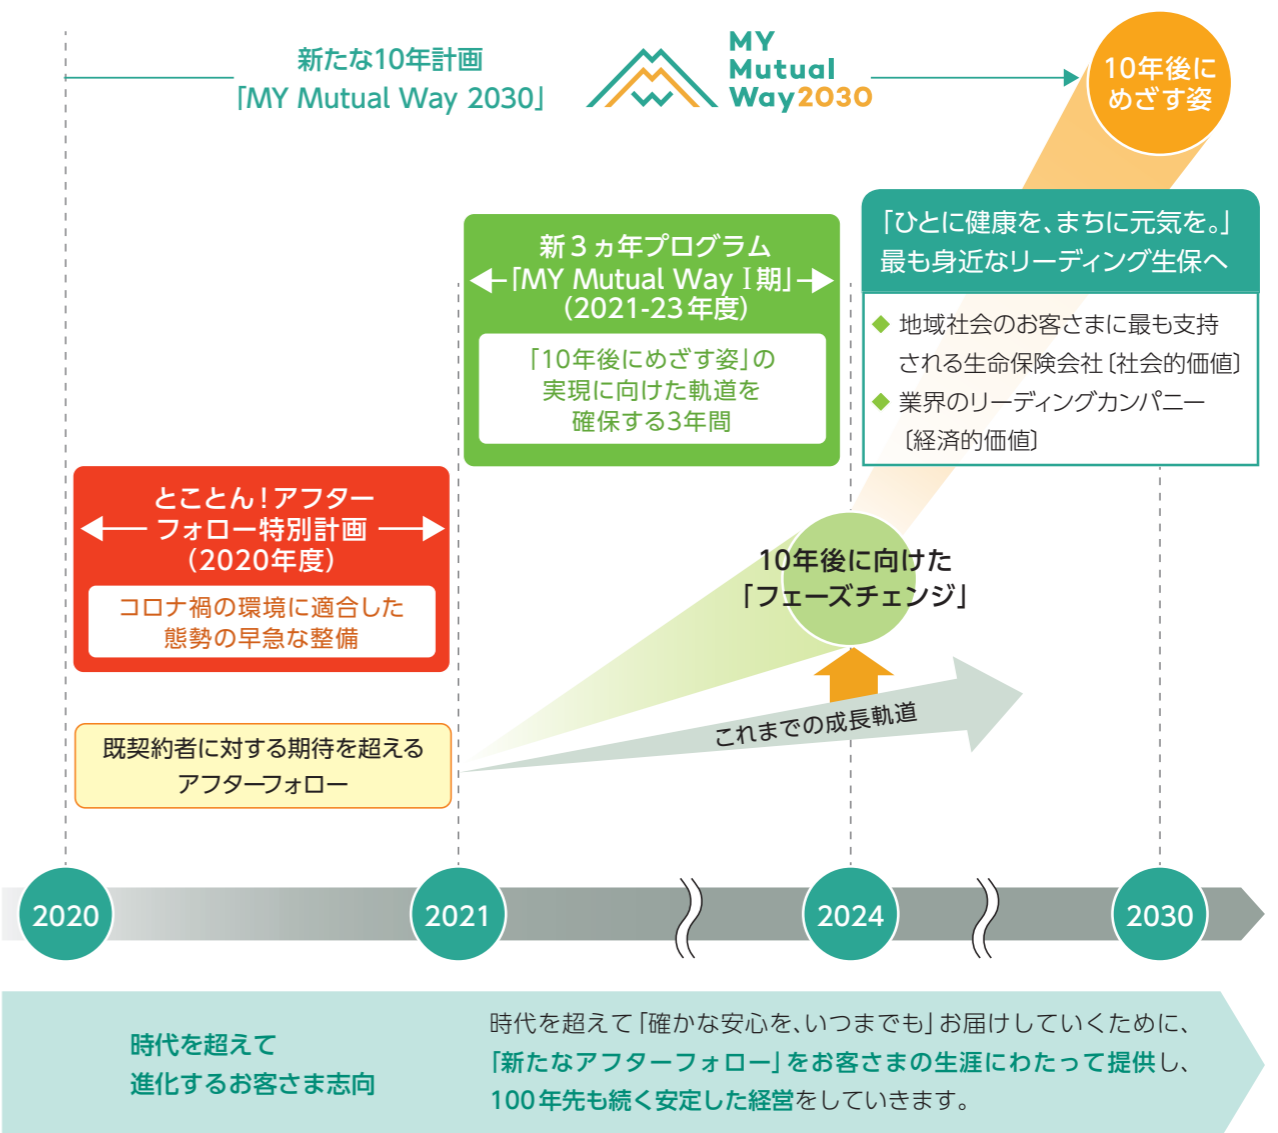 新たな10年計画
「MY Mutual Way 2030」
MY
Mutual
Way2030
10年後に
めざす姿
「ひとに健康を、まちに元気を。」
最も身近なリーディング生保へ
◆ 地域社会のお客さまに最も支持
される生命保険会社〔社会的価値〕
◆ 業界のリーディングカンパニー
〔経済的価値〕
新３ヵ年プログラム
「MY Mutual Way Ⅰ期」
（2021-23年度）
「10年後にめざす姿」の
実現に向けた軌道を
確保する3年間
とことん！アフター
フォロー特別計画
（2020年度）
コロナ禍の環境に適合した
態勢の早急な整備
10年後に向けた
「フェーズチェンジ」
これまでの成長軌道
既契約者に対する期待を超える
アフターフォロー
2020
2021
2024
2030
時代を超えて
進化するお客さま志向
時代を超えて「確かな安心を、いつまでも」お届けしていくために、
「新たなアフターフォロー」をお客さまの生涯にわたって提供し、
100年先も続く安定した経営をしていきます。